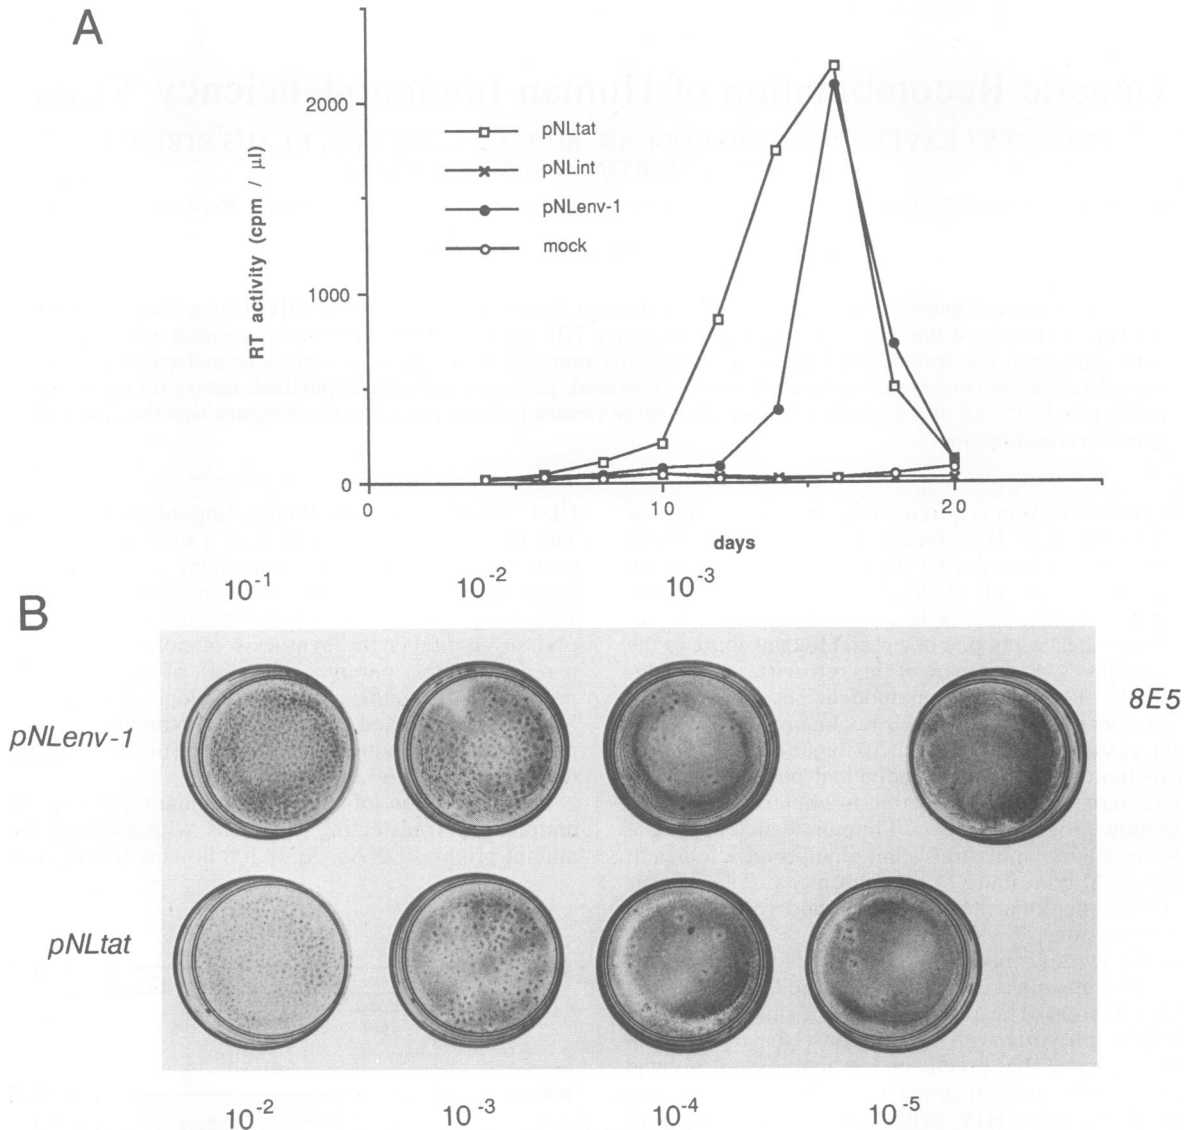 A
RT activity (cpm / µl)
2000
1000
0
0
10
20
days
pNLtat
pNLint
pNLenv-1
mock
B
10-1
10-2
10-3
pNLenv-1
8E5
pNLtat
10-2
10-3
10-4
10-5